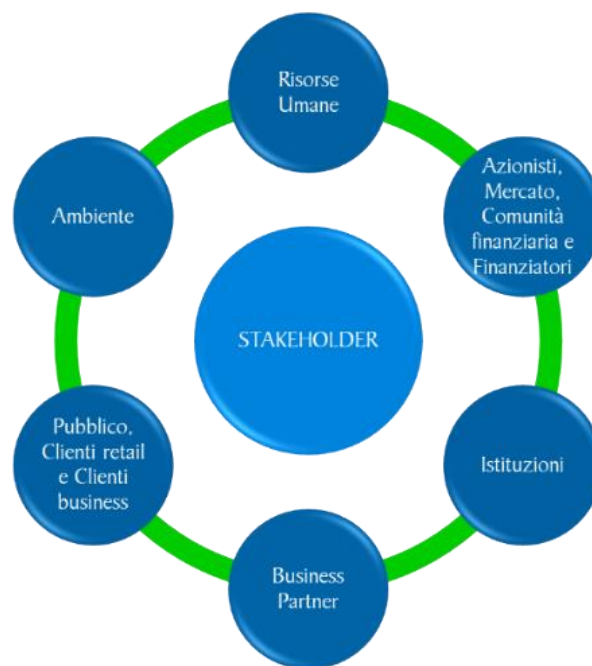 Risorse
Umane
Azionisti,
Mercato,
Comunità
finanziaria e
Finanziatori
Ambiente
STAKEHOLDER
Pubblico,
Clienti retail
e Clienti
business
Istituzioni
Business
Partner